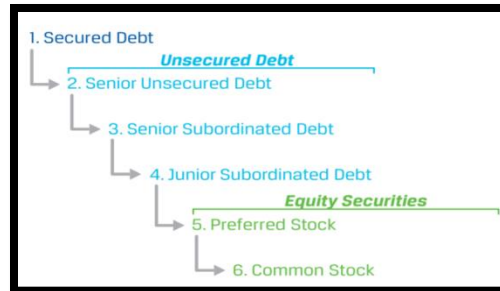 1. Secured Debt
Unsecured Debt
2. Senior Unsecured Debt
3. Senior Subordinated Debt
4. Junior Subordinated Debt
Equity Securities
5. Preferred Stock
6. Common Stock